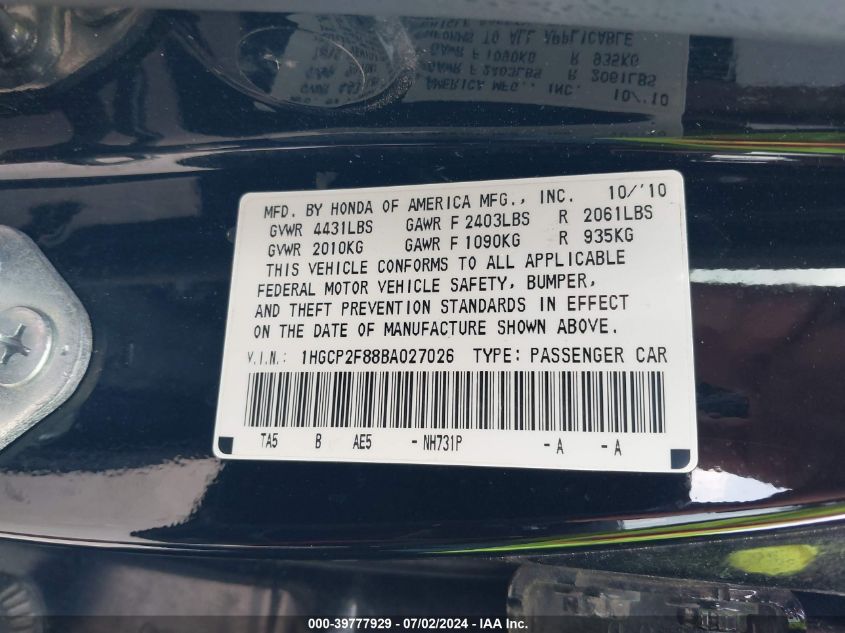 MFD. BY HONDA OF AMERICA MFG., INC. 10/'10
GVWR 4431LBS GAWR F 2403LBS R 2061LBS
GVWR 2010KG GAWR F 1090KG R 935KG
THIS VEHICLE CONFORMS TO ALL APPLICABLE
FEDERAL MOTOR VEHICLE SAFETY, BUMPER,
AND THEFT PREVENTION STANDARDS IN EFFECT
ON THE DATE OF MANUFACTURE SHOWN ABOVE.
V.I.N.: 1HGCP2F88BA027026 TYPE: PASSENGER CAR
TA5 B AE5 - NH731P - A - A
000-39777929 / 07/02/2024 - IAA Inc.